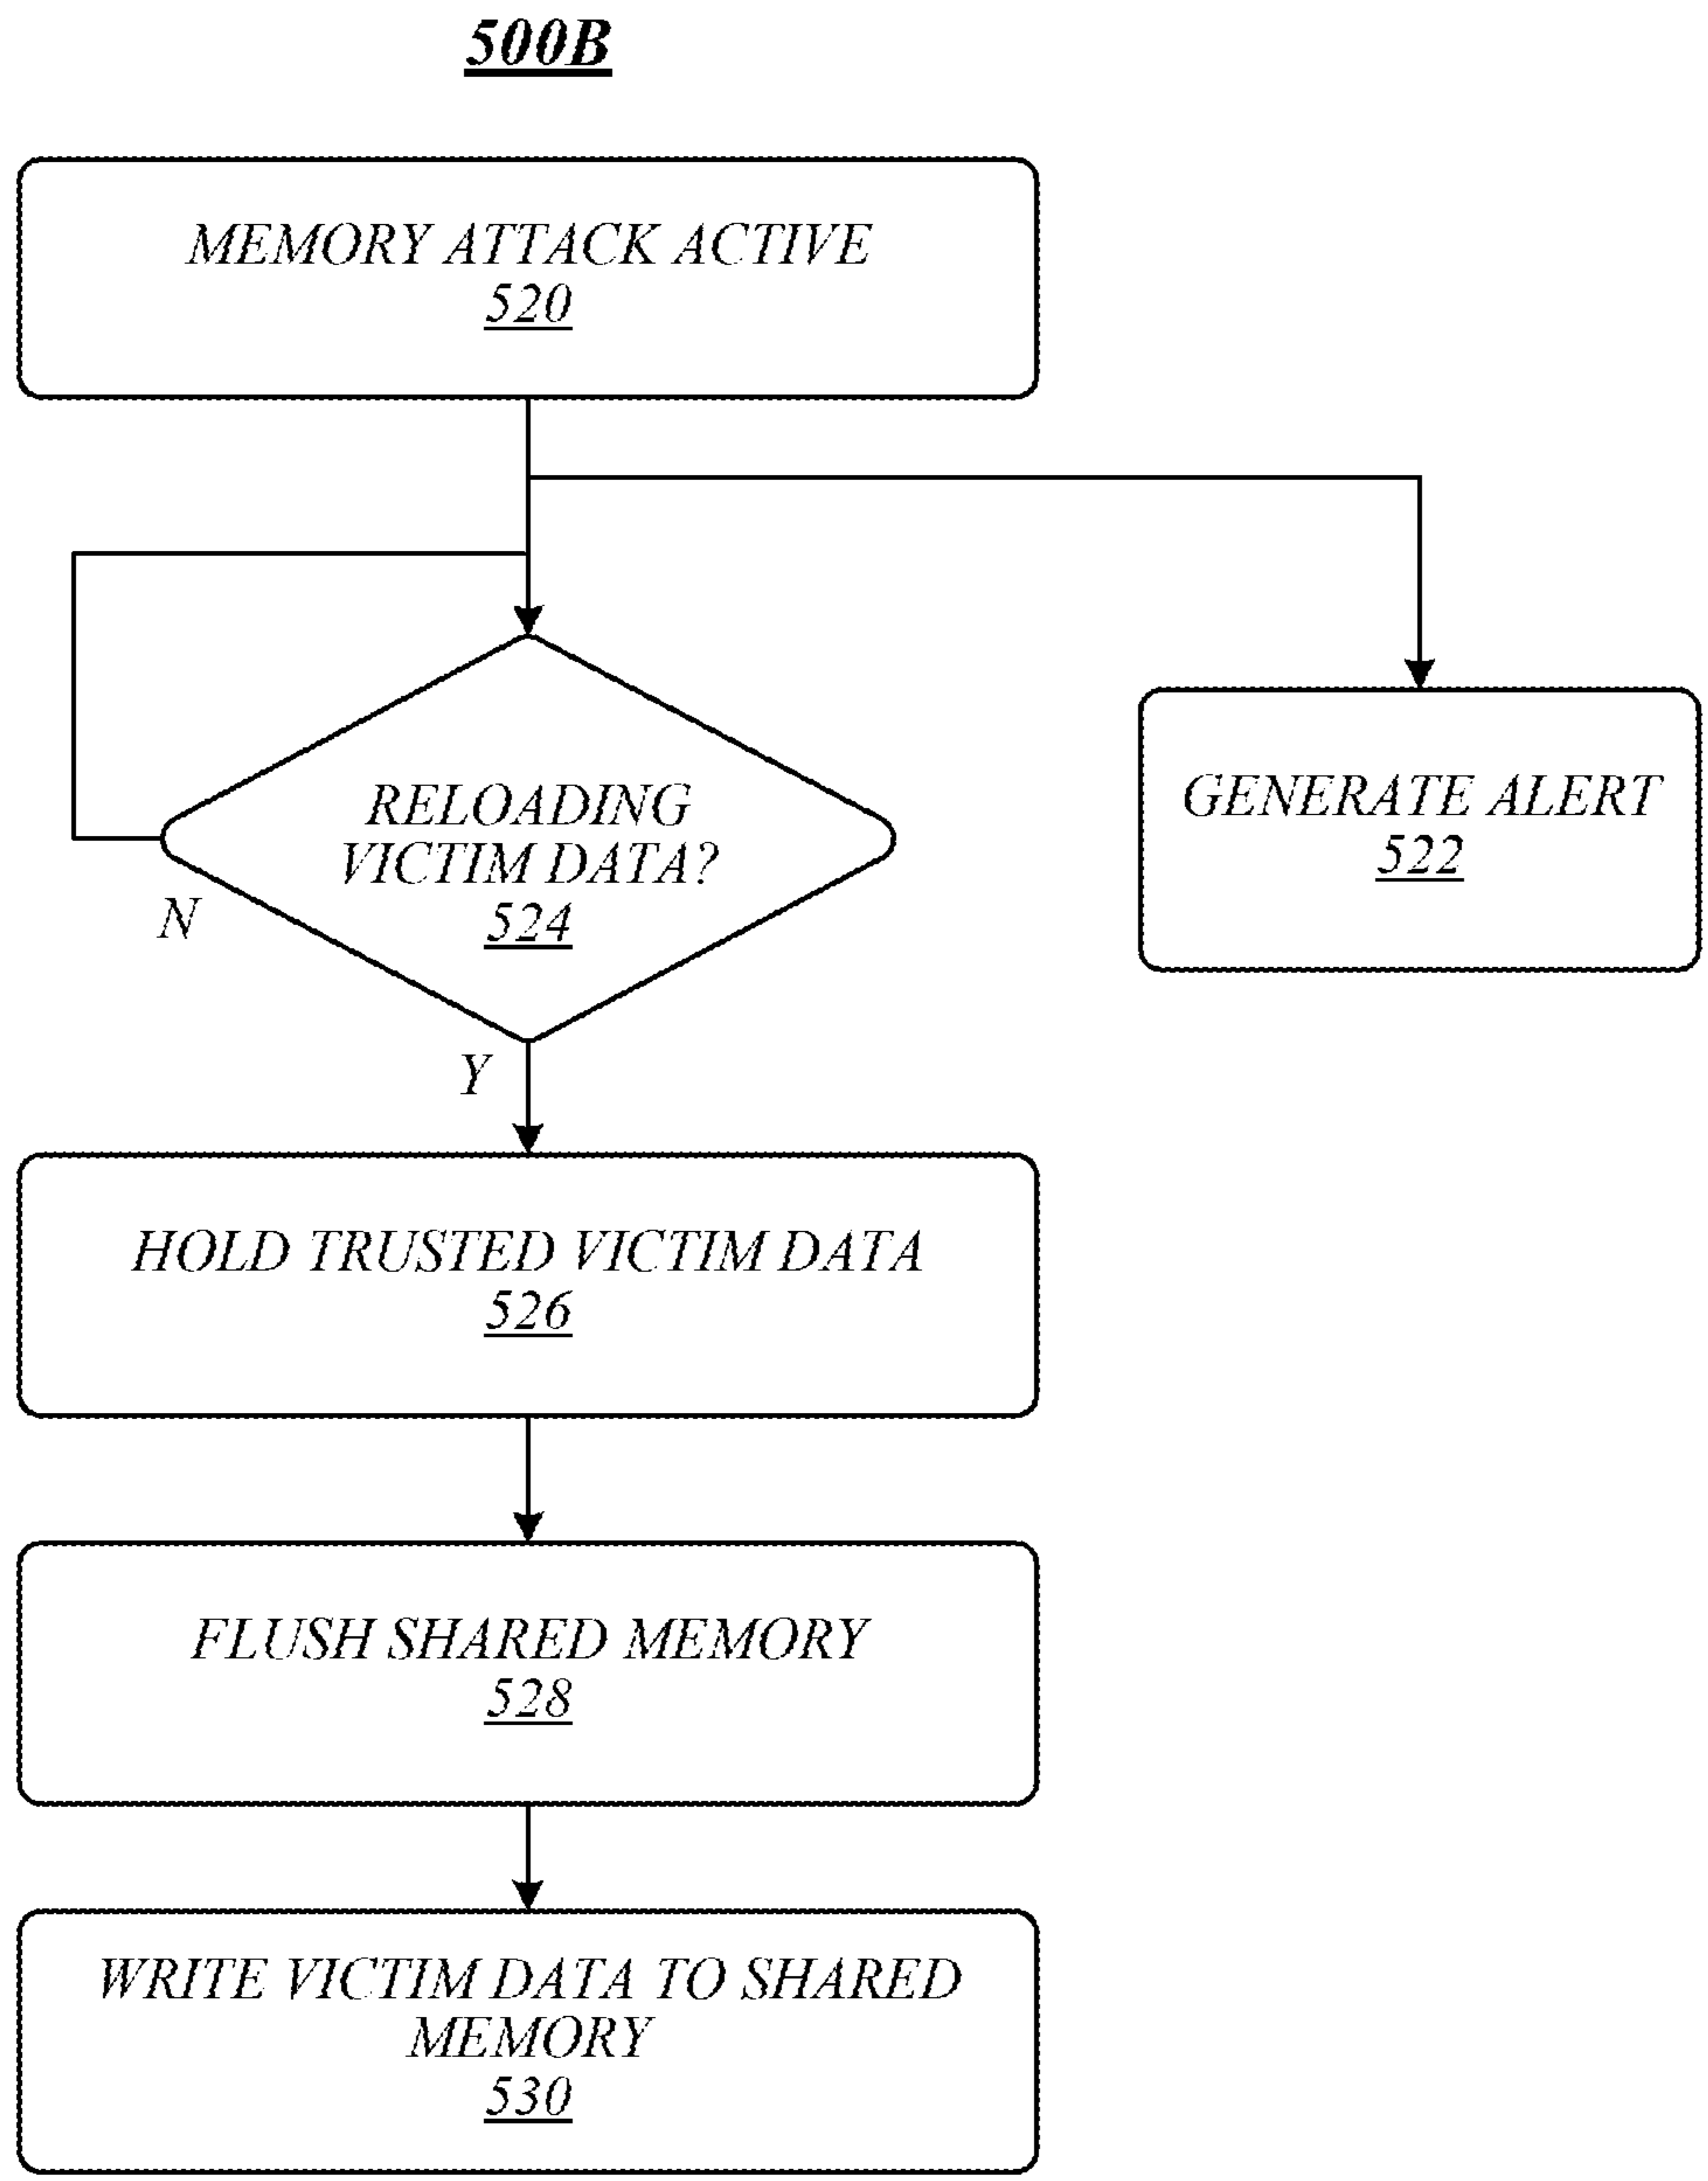 500B
MEMORY ATTACK ACTIVE
520
RELOADING
VICTIM DATA?
524
N
Y
GENERATE ALERT
522
HOLD TRUSTED VICTIM DATA
526
FLUSH SHARED MEMORY
528
WRITE VICTIM DATA TO SHARED
MEMORY
530